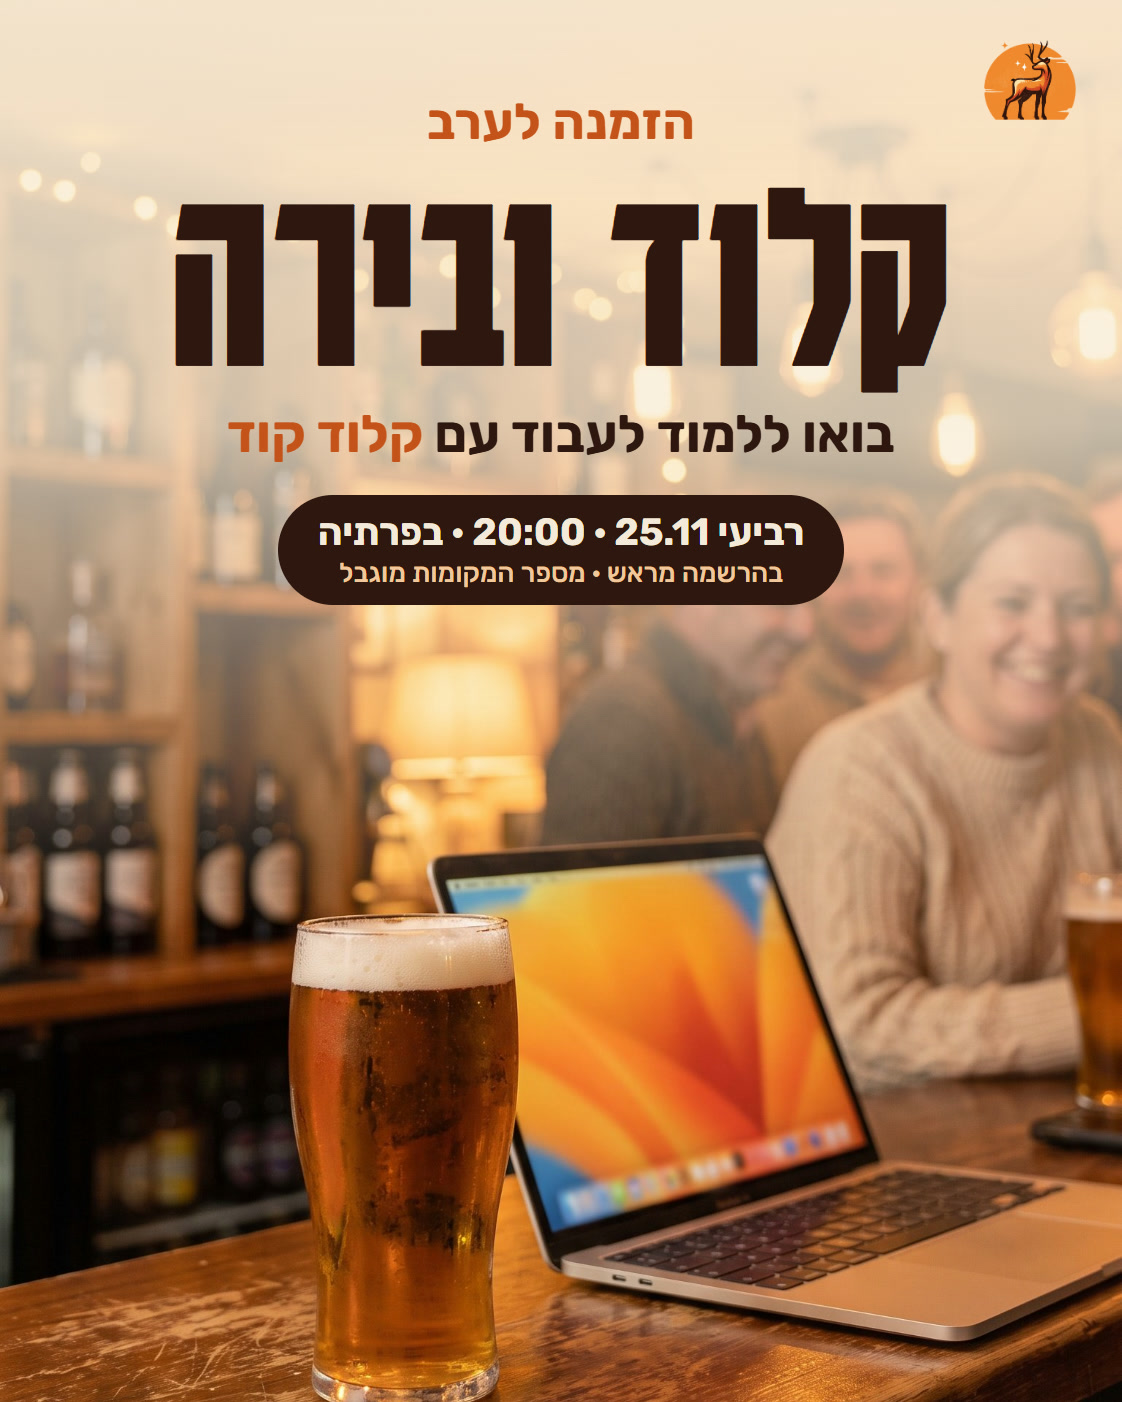 הזמנה לערב
קלוד ובירה
בואו ללמוד לעבוד עם קלוד קוד
רביעי 25.11 • 20:00 • בפרתיה
בהרשמה מראש • מספר המקומות מוגבל